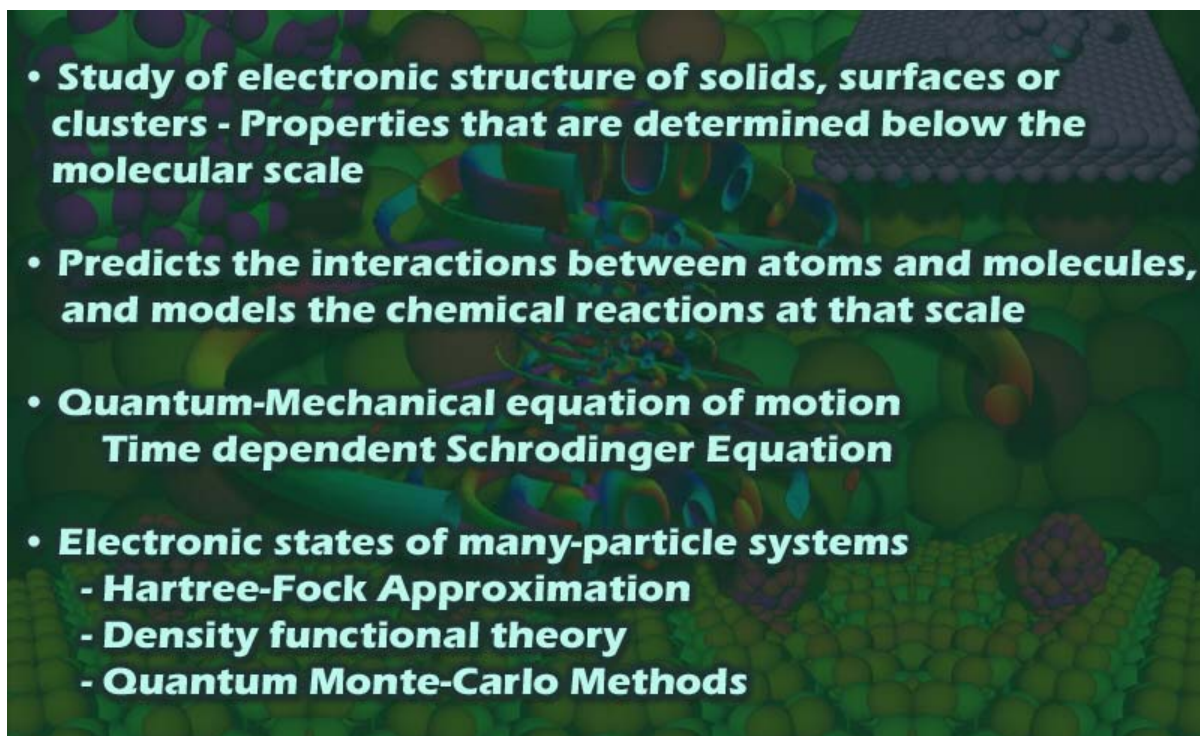 • Study of electronic structure of solids, surfaces or
clusters - Properties that are determined below the
molecular scale
• Predicts the interactions between atoms and molecules,
and models the chemical reactions at that scale
• Quantum-Mechanical equation of motion
Time dependent Schrodinger Equation
• Electronic states of many-particle systems
- Hartree-Fock Approximation
- Density functional theory
- Quantum Monte-Carlo Methods